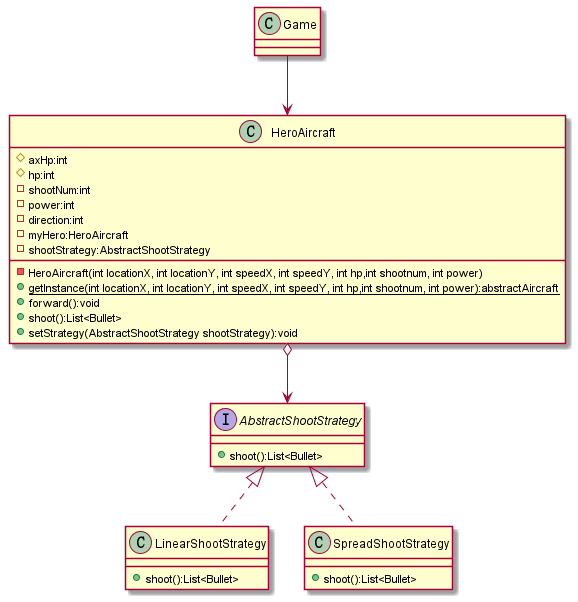 C Game
C HeroAircraft
axHp:int
hp:int
shootNum:int
power:int
direction:int
myHero:HeroAircraft
shootStrategy:AbstractShootStrategy
HeroAircraft(int locationX, int locationY, int speedX, int speedY, int hp,int shootnum, int power)
getInstance(int locationX, int locationY, int speedX, int speedY, int hp,int shootnum, int power):abstractAircraft
forward():void
shoot():List<Bullet>
setStrategy(AbstractShootStrategy shootStrategy):void
I AbstractShootStrategy
shoot():List<Bullet>
C LinearShootStrategy
shoot():List<Bullet>
C SpreadShootStrategy
shoot():List<Bullet>